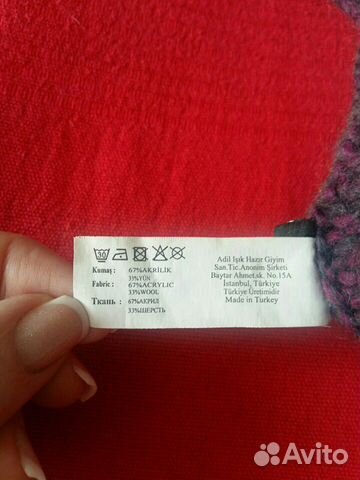 30
Kumaş : 67%AKRİLİK
33%YÜN
Fabric : 67%ACRYLIC
33%WOOL
Ткань : 67%АКРИЛ
33%ШЕРСТЬ
Adil Işık Hazır Giyim
San.Tic.Anonim Şirketi
Baytar Ahmet.sk. No.15A
İstanbul, Türkiye
Türkiye Üretimidir
Made in Turkey
Avito